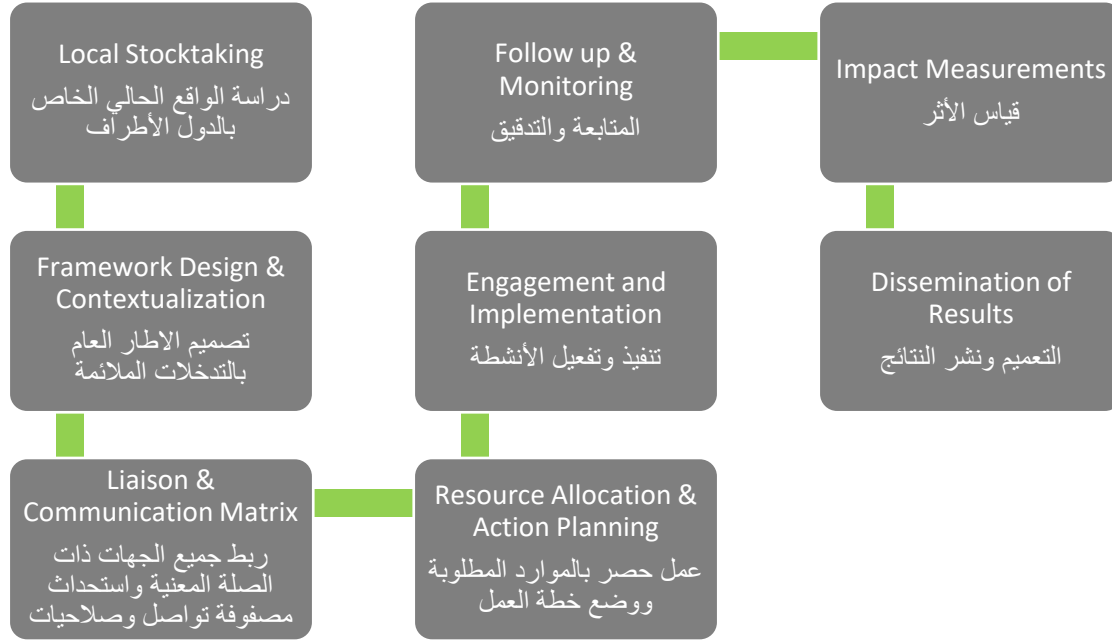 Local Stocktaking
دراسة الواقع الحالي الخاص
بالدول الأطراف
Framework Design &
Contextualization
تصميم الاطار العام
بالتدخلات الملائمة
Liaison &
Communication Matrix
ربط جميع الجهات ذات
الصلة المعنية واستحداث
مصفوفة تواصل وصلاحيات
Resource Allocation &
Action Planning
عمل حصر بالموارد المطلوبة
ووضع خطة العمل
Engagement and
Implementation
تنفيذ وتفعيل الأنشطة
Follow up &
Monitoring
المتابعة والتدقيق
Impact Measurements
قياس الأثر
Dissemination of
Results
التعميم ونشر النتائج